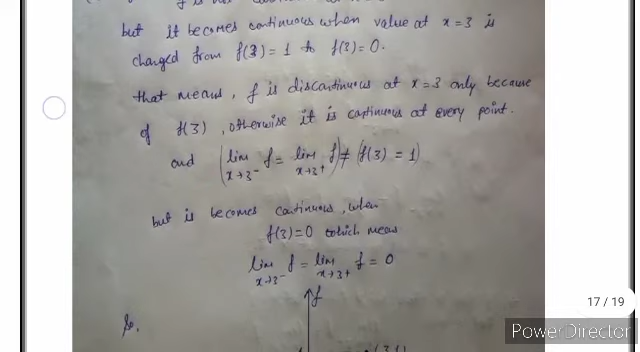 but it becomes continuous when value at x=3 is
changed from f(3)=1 to f(3)=0.
that means, f is discontinuous at x=3 only because
of f(3), otherwise it is continuous at every point.
and (lim x→3⁻ f = lim x→3⁺ f) ≠ (f(3) = 1)
but is becomes continuous, when
f(3)=0 which means
lim x→3⁻ f = lim x→3⁺ f = 0
f
So,
17 / 19
PowerDirector